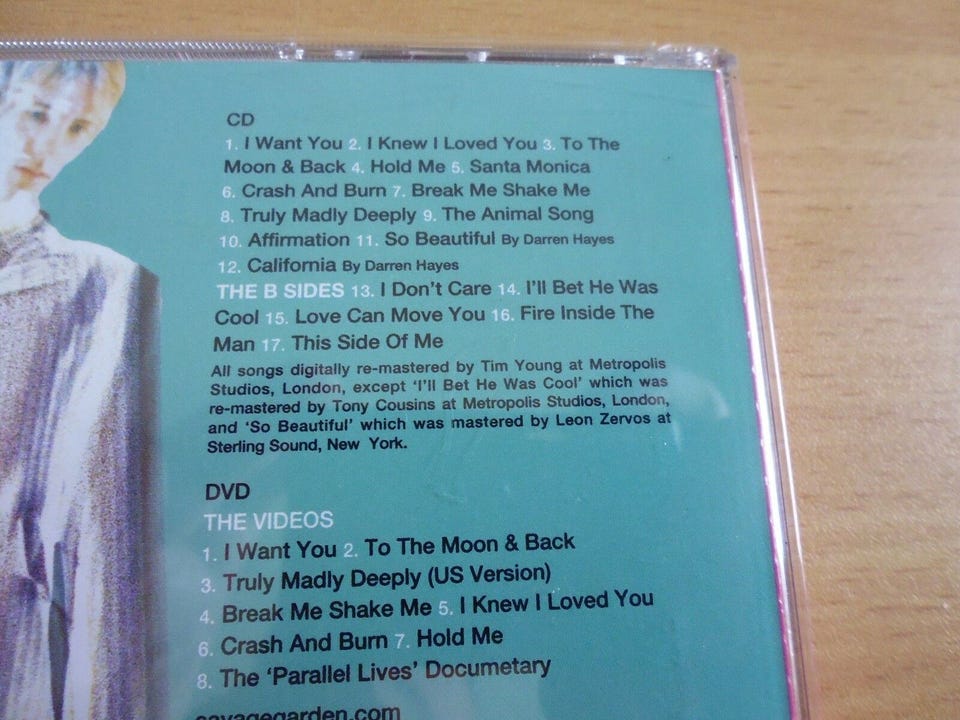 CD
1. I Want You 2. I Knew I Loved You 3. To The
Moon & Back 4. Hold Me 5. Santa Monica
6. Crash And Burn 7. Break Me Shake Me
8. Truly Madly Deeply 9. The Animal Song
10. Affirmation 11. So Beautiful By Darren Hayes
12. California By Darren Hayes
THE B SIDES 13. I Don't Care 14. I'll Bet He Was
Cool 15. Love Can Move You 16. Fire Inside The
Man 17. This Side Of Me
All songs digitally re-mastered by Tim Young at Metropolis
Studios, London, except 'I'll Bet He Was Cool' which was
re-mastered by Tony Cousins at Metropolis Studios, London,
and 'So Beautiful' which was mastered by Leon Zervos at
Sterling Sound, New York.
DVD
THE VIDEOS
1. I Want You 2. To The Moon & Back
3. Truly Madly Deeply (US Version)
4. Break Me Shake Me 5. I Knew I Loved You
6. Crash And Burn 7. Hold Me
8. The 'Parallel Lives' Documetary
savagegarden.com